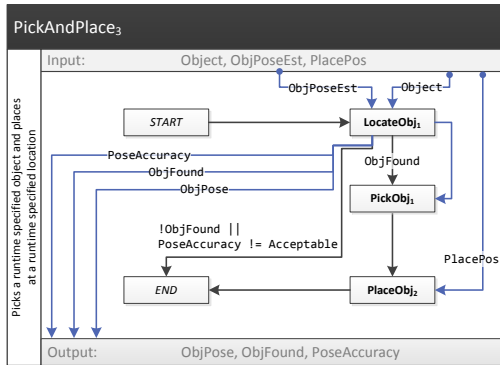 PickAndPlace3
Input: Object, ObjPoseEst, PlacePos
Picks a runtime specified object and places
at a runtime specified location
ObjPoseEst
Object
START
LocateObj1
PoseAccuracy
ObjFound
ObjFound
ObjPose
PickObj1
!ObjFound ||
PoseAccuracy != Acceptable
PlacePos
END
PlaceObj2
Output: ObjPose, ObjFound, PoseAccuracy